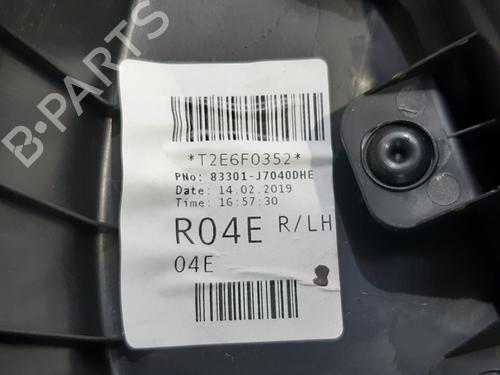 *T2E6F0352*
PNo: 83301-J7040DHE
Date: 14.02.2019
Time: 16:57:30
R04E R/LH
04E
B-PARTS